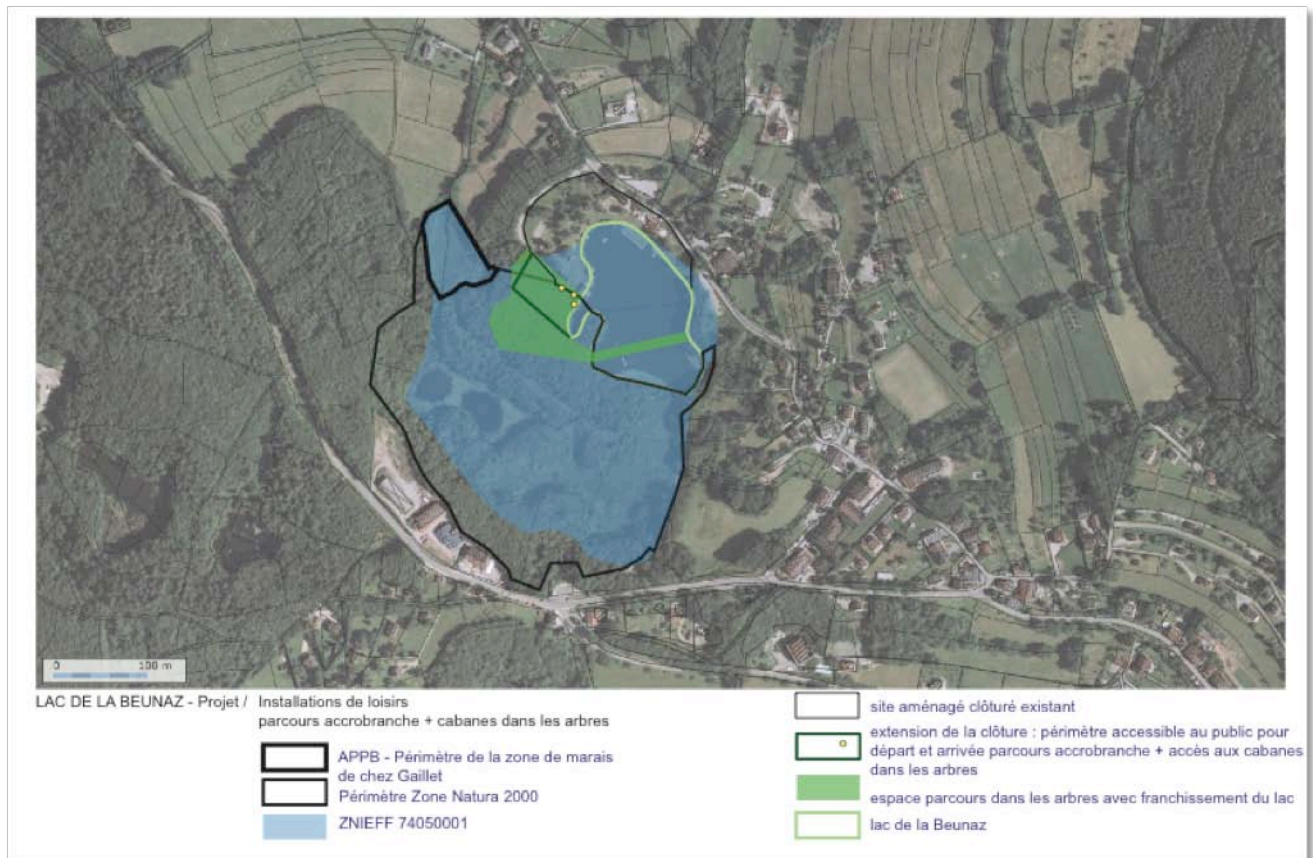 0 100 m
LAC DE LA BEUNAZ - Projet / Installations de loisirs
parcours accrobranche + cabanes dans les arbres
APPB - Périmètre de la zone de marais
de chez Gaillet
Périmètre Zone Natura 2000
ZNIEFF 74050001
site aménagé clôturé existant
extension de la clôture : périmètre accessible au public pour
départ et arrivée parcours accrobranche + accès aux cabanes
dans les arbres
espace parcours dans les arbres avec franchissement du lac
lac de la Beunaz